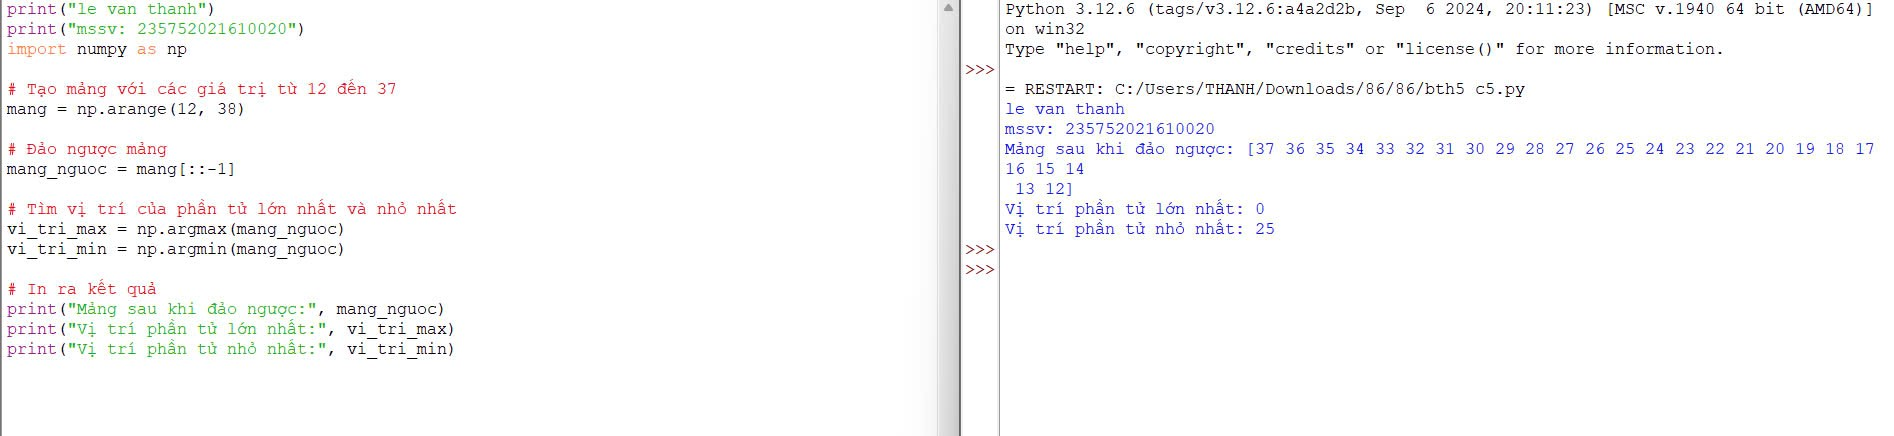 print("le van thanh")
print("mssv: 235752021610020")
import numpy as np
# Tạo mảng với các giá trị từ 12 đến 37
mang = np.arange(12, 38)
# Đảo ngược mảng
mang_nguoc = mang[::-1]
# Tìm vị trí của phần tử lớn nhất và nhỏ nhất
vi_tri_max = np.argmax(mang_nguoc)
vi_tri_min = np.argmin(mang_nguoc)
# In ra kết quả
print("Mảng sau khi đảo ngược:", mang_nguoc)
print("Vị trí phần tử lớn nhất:", vi_tri_max)
print("Vị trí phần tử nhỏ nhất:", vi_tri_min)
Python 3.12.6 (tags/v3.12.6:a4a2d2b, Sep  6 2024, 20:11:23) [MSC v.1940 64 bit (AMD64)]
on win32
Type "help", "copyright", "credits" or "license()" for more information.
>>>
= RESTART: C:/Users/THANH/Downloads/86/86/bth5 c5.py
le van thanh
mssv: 235752021610020
Mảng sau khi đảo ngược: [37 36 35 34 33 32 31 30 29 28 27 26 25 24 23 22 21 20 19 18 17
16 15 14
 13 12]
Vị trí phần tử lớn nhất: 0
Vị trí phần tử nhỏ nhất: 25
>>>
>>>